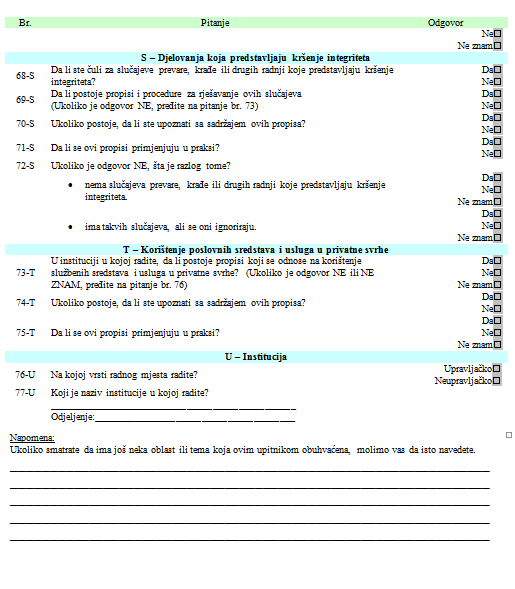 Br. Pitanje Odgovor
Ne☐
Ne znam☐
S – Djelovanja koja predstavljaju kršenje integriteta
68-S Da li ste čuli za slučajeve prevare, krađe ili drugih radnji koje predstavljaju kršenje integriteta? Da☐
Ne☐
69-S Da li postoje propisi i procedure za rješavanje ovih slučajeva Da☐
(Ukoliko je odgovor NE, pređite na pitanje br. 73) Ne☐
70-S Ukoliko postoje, da li ste upoznati sa sadržajem ovih propisa? Da☐
Ne☐
71-S Da li se ovi propisi primjenjuju u praksi? Da☐
Ne☐
72-S Ukoliko je odgovor NE, šta je razlog tome?
• nema slučajeva prevare, krađe ili drugih radnji koje predstavljaju kršenje integriteta. Da☐
Ne☐
Ne znam☐
• ima takvih slučajeva, ali se oni ignoriraju. Da☐
Ne☐
Ne znam☐
T – Korištenje poslovnih sredstava i usluga u privatne svrhe
73-T U instituciji u kojoj radite, da li postoje propisi koji se odnose na korištenje Da☐
službenih sredstava i usluga u privatne svrhe? (Ukoliko je odgovor NE ili NE Ne☐
ZNAM, pređite na pitanje br. 76) Ne znam☐
74-T Ukoliko postoje, da li ste upoznati sa sadržajem ovih propisa? Da☐
Ne☐
75-T Da li se ovi propisi primjenjuju u praksi? Da☐
Ne☐
Ne znam☐
U – Institucija
76-U Na kojoj vrsti radnog mjesta radite? Upravljačko☐
Neupravljačko☐
77-U Koji je naziv institucije u kojoj radite?
Odjeljenje:
Napomena:
Ukoliko smatrate da ima još neka oblast ili tema koja ovim upitnikom obuhvaćena, molimo vas da isto navedete.